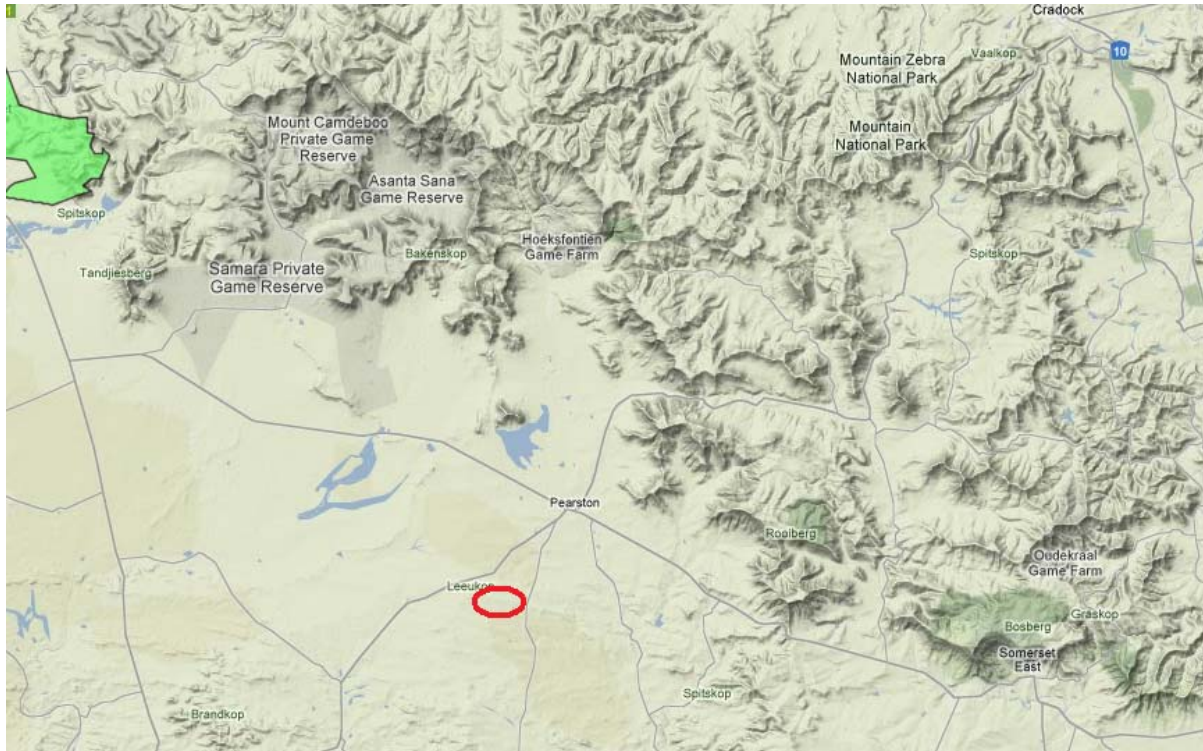 Cradock
10
Vaalkop
Mountain Zebra
National Park
Mountain
National Park
Mount Camdeboo
Private Game
Reserve
Asanta Sana
Game Reserve
Spitskop
Hoeksfontien
Game Farm
Bakenskop
Spitskop
Tandjiesberg
Samara Private
Game Reserve
Pearston
Rooiberg
Oudekraal
Game Farm
Leeukop
Graskop
Bosberg
Somerset
East
Spitskop
Brandkop